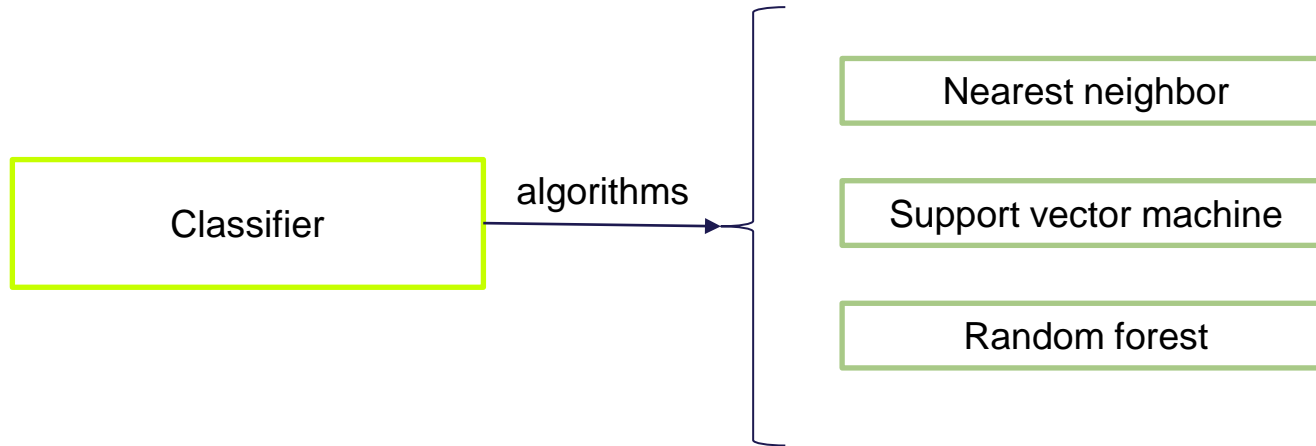 Classifier
algorithms
Nearest neighbor
Support vector machine
Random forest